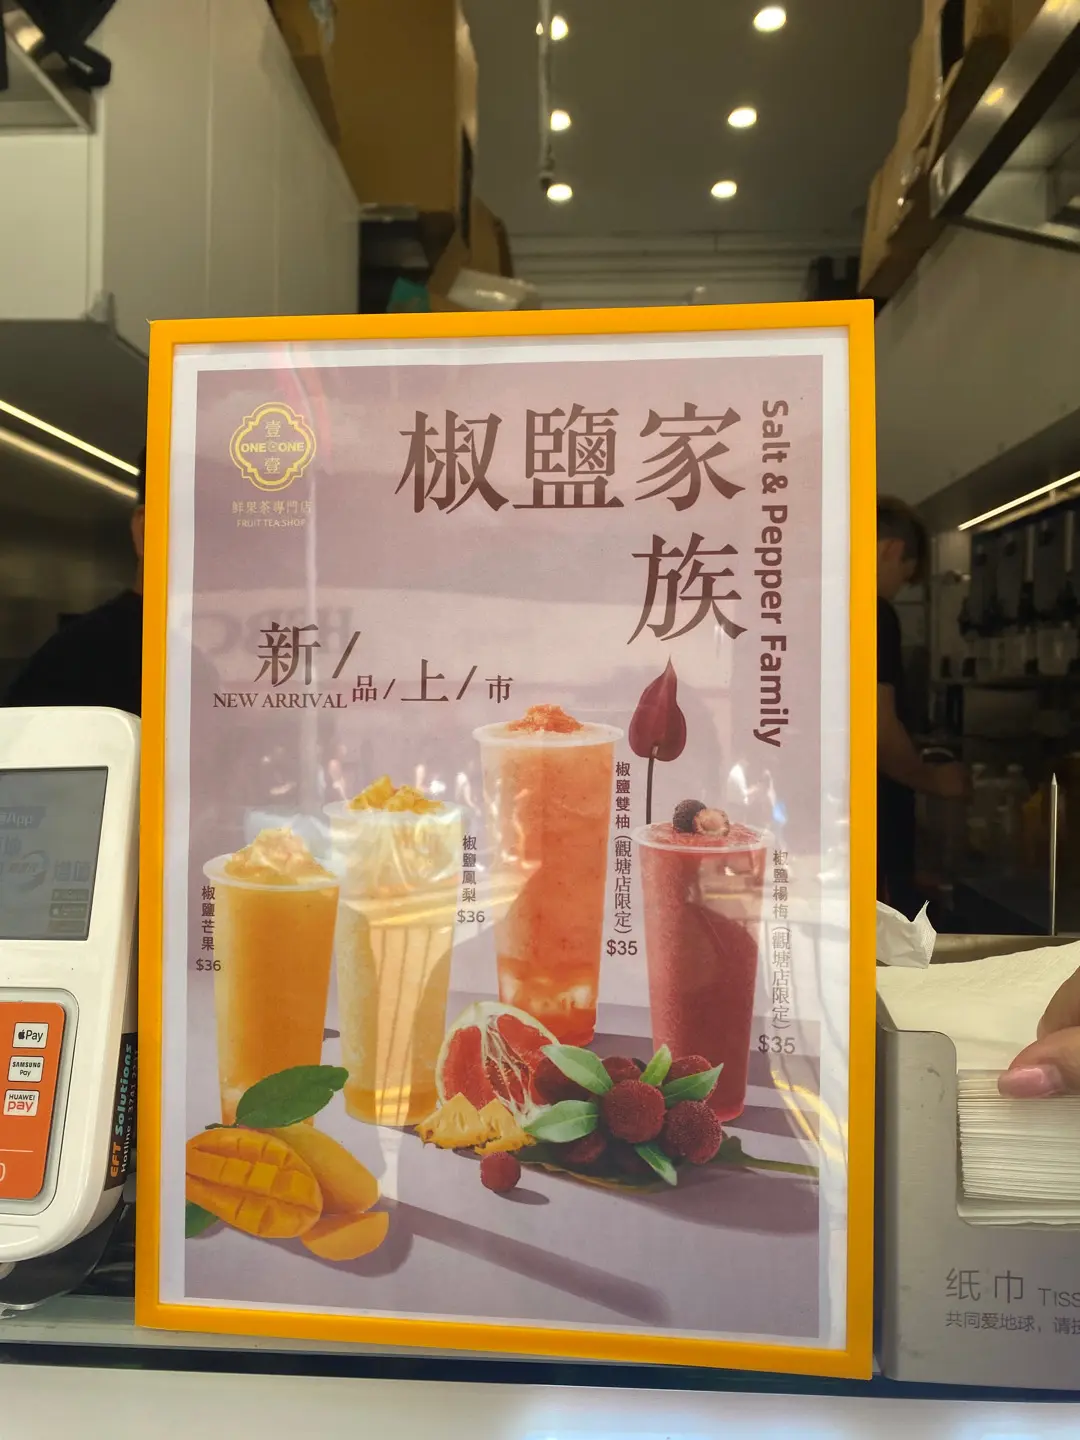 壹
ONE ONE
壹
鮮果茶專門店
FRUIT TEA SHOP
椒鹽家族
Salt & Pepper Family
新/品/上/市
NEW ARRIVAL
椒鹽芒果
$36
椒鹽鳳梨
$36
椒鹽雙柚(觀塘店限定)
$35
椒鹽楊梅(觀塘店限定)
$35
Pay
SAMSUNG
Pay
HUAWEI
pay
EFT Solutions
纸巾
共同爱地球，请